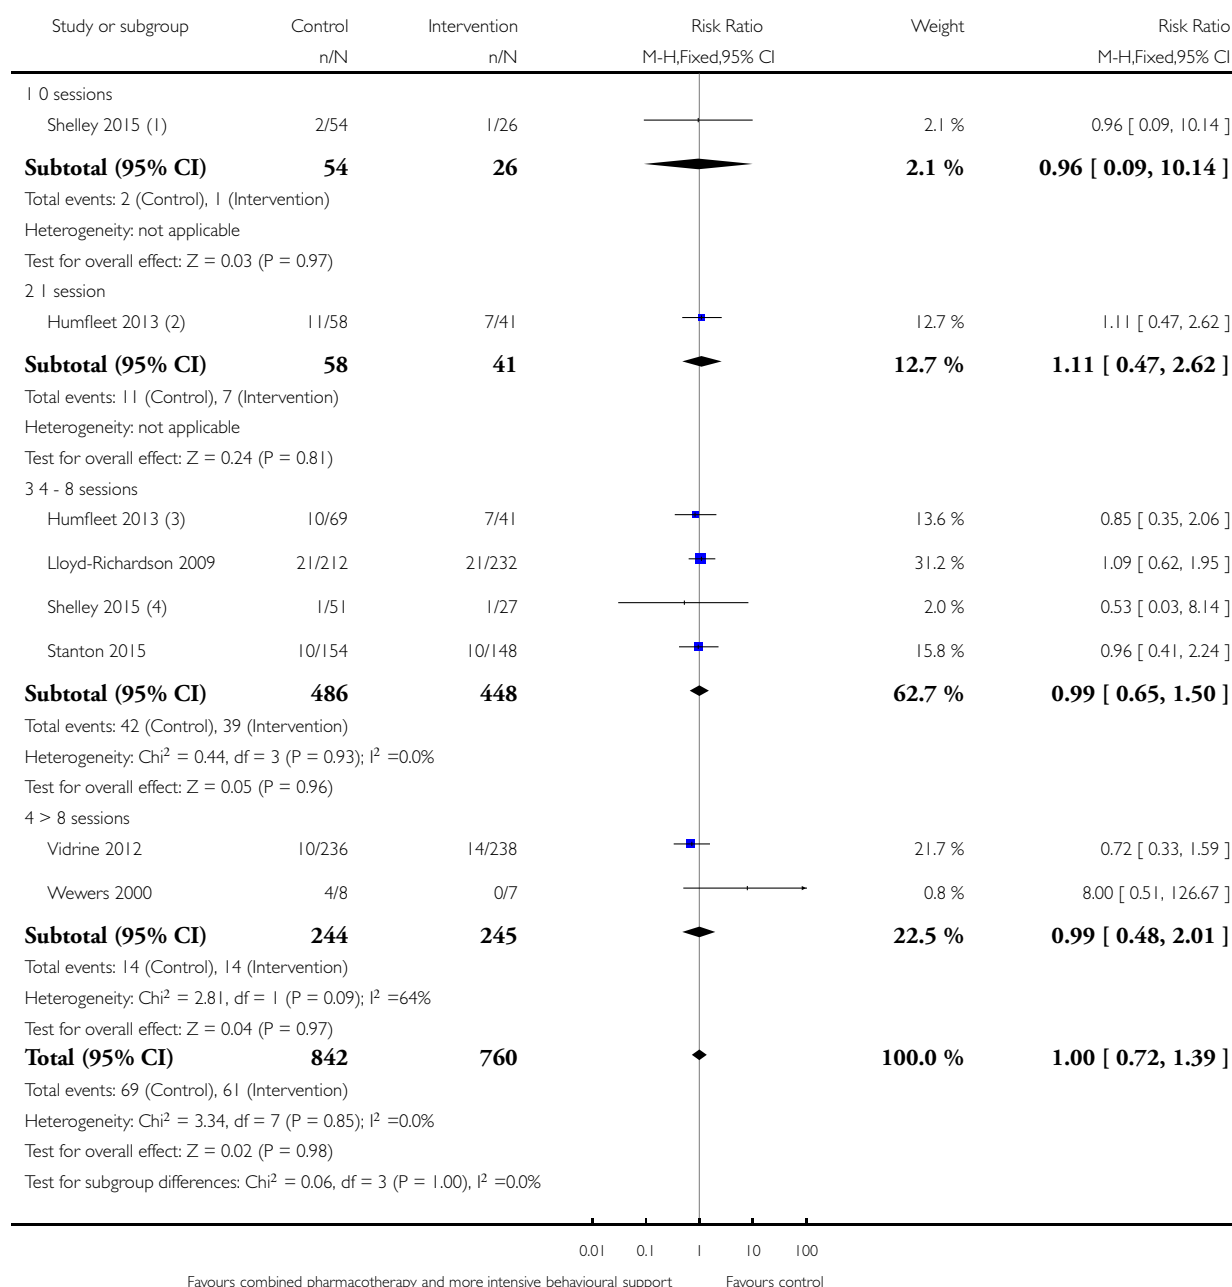 Study or subgroup Control Intervention Risk Ratio Weight Risk Ratio
n/N n/N M-H,Fixed,95% CI M-H,Fixed,95% CI
1 0 sessions
Shelley 2015 (1) 2/54 1/26 2.1 % 0.96 [ 0.09, 10.14 ]
Subtotal (95% CI) 54 26 2.1 % 0.96 [ 0.09, 10.14 ]
Total events: 2 (Control), 1 (Intervention)
Heterogeneity: not applicable
Test for overall effect: Z = 0.03 (P = 0.97)
2 1 session
Humfleet 2013 (2) 11/58 7/41 12.7 % 1.11 [ 0.47, 2.62 ]
Subtotal (95% CI) 58 41 12.7 % 1.11 [ 0.47, 2.62 ]
Total events: 11 (Control), 7 (Intervention)
Heterogeneity: not applicable
Test for overall effect: Z = 0.24 (P = 0.81)
3 4 - 8 sessions
Humfleet 2013 (3) 10/69 7/41 13.6 % 0.85 [ 0.35, 2.06 ]
Lloyd-Richardson 2009 21/212 21/232 31.2 % 1.09 [ 0.62, 1.95 ]
Shelley 2015 (4) 1/51 1/27 2.0 % 0.53 [ 0.03, 8.14 ]
Stanton 2015 10/154 10/148 15.8 % 0.96 [ 0.41, 2.24 ]
Subtotal (95% CI) 486 448 62.7 % 0.99 [ 0.65, 1.50 ]
Total events: 42 (Control), 39 (Intervention)
Heterogeneity: Chi² = 0.44, df = 3 (P = 0.93); I² =0.0%
Test for overall effect: Z = 0.05 (P = 0.96)
4 > 8 sessions
Vidrine 2012 10/236 14/238 21.7 % 0.72 [ 0.33, 1.59 ]
Wewers 2000 4/8 0/7 0.8 % 8.00 [ 0.51, 126.67 ]
Subtotal (95% CI) 244 245 22.5 % 0.99 [ 0.48, 2.01 ]
Total events: 14 (Control), 14 (Intervention)
Heterogeneity: Chi² = 2.81, df = 1 (P = 0.09); I² =64%
Test for overall effect: Z = 0.04 (P = 0.97)
Total (95% CI) 842 760 100.0 % 1.00 [ 0.72, 1.39 ]
Total events: 69 (Control), 61 (Intervention)
Heterogeneity: Chi² = 3.34, df = 7 (P = 0.85); I² =0.0%
Test for overall effect: Z = 0.02 (P = 0.98)
Test for subgroup differences: Chi² = 0.06, df = 3 (P = 1.00), I² =0.0%
0.01 0.1 1 10 100
Favours combined pharmacotherapy and more intensive behavioural support Favours control